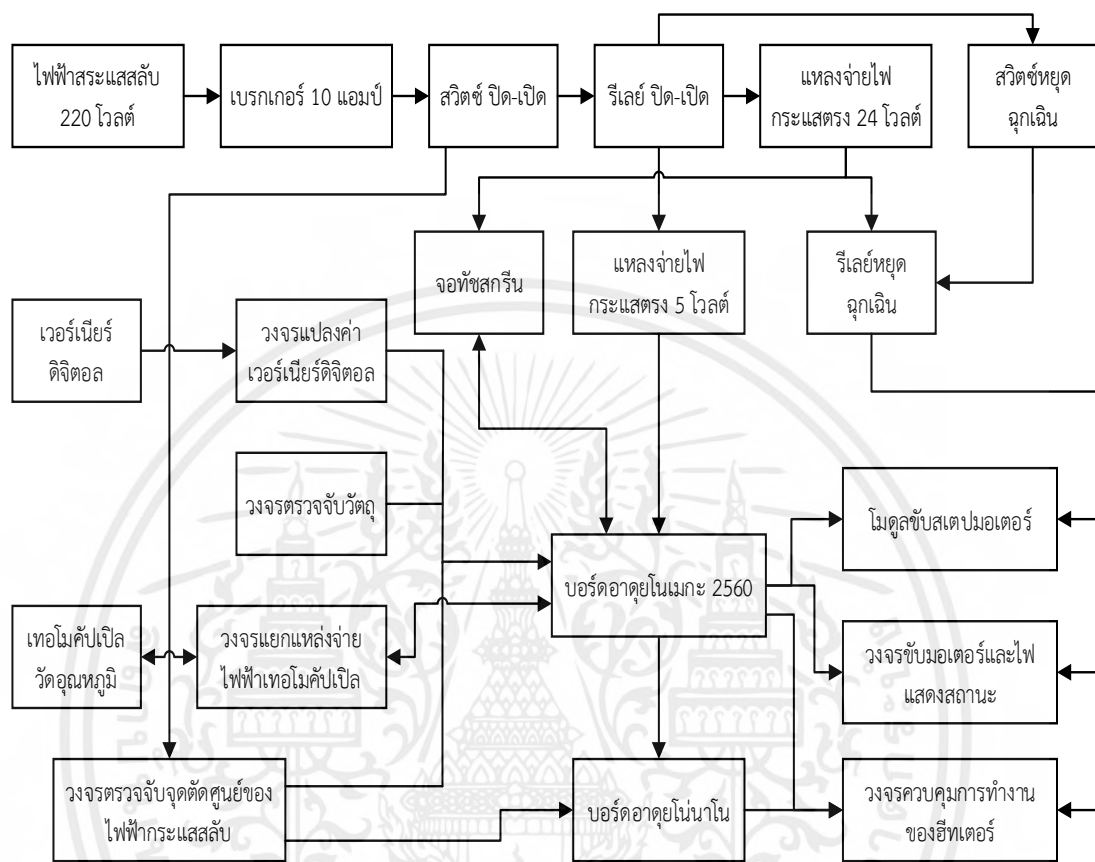 ไฟฟ้าสระแสสลับ
220 โวลต์
เบรกเกอร์ 10 แอมป์
สวิตซ์ ปิด-เปิด
รีเลย์ ปิด-เปิด
แหลงจ่ายไฟ
กระแสตรง 24 โวลต์
สวิตซ์หยุด
ฉุกเฉิน
จอทัชสกรีน
แหลงจ่ายไฟ
กระแสตรง 5 โวลต์
รีเลย์หยุด
ฉุกเฉิน
เวอร์เนียร์
ดิจิตอล
วงจรแปลงค่า
เวอร์เนียร์ดิจิตอล
วงจรตรวจจับวัตถุ
โมดูลขับสเตปมอเตอร์
บอร์ดอาดุยโนเมกะ 2560
เทอโมคัปเปิล
วัดอุณหภูมิ
วงจรแยกแหล่งจ่าย
ไฟฟ้าเทอโมคัปเปิล
วงจรขับมอเตอร์และไฟ
แสดงสถานะ
วงจรตรวจจับจุดตัดศูนย์ของ
ไฟฟ้ากระแสสลับ
บอร์ดอาดุยโน่นาโน
วงจรควบคุมการทำงาน
ของฮีทเตอร์